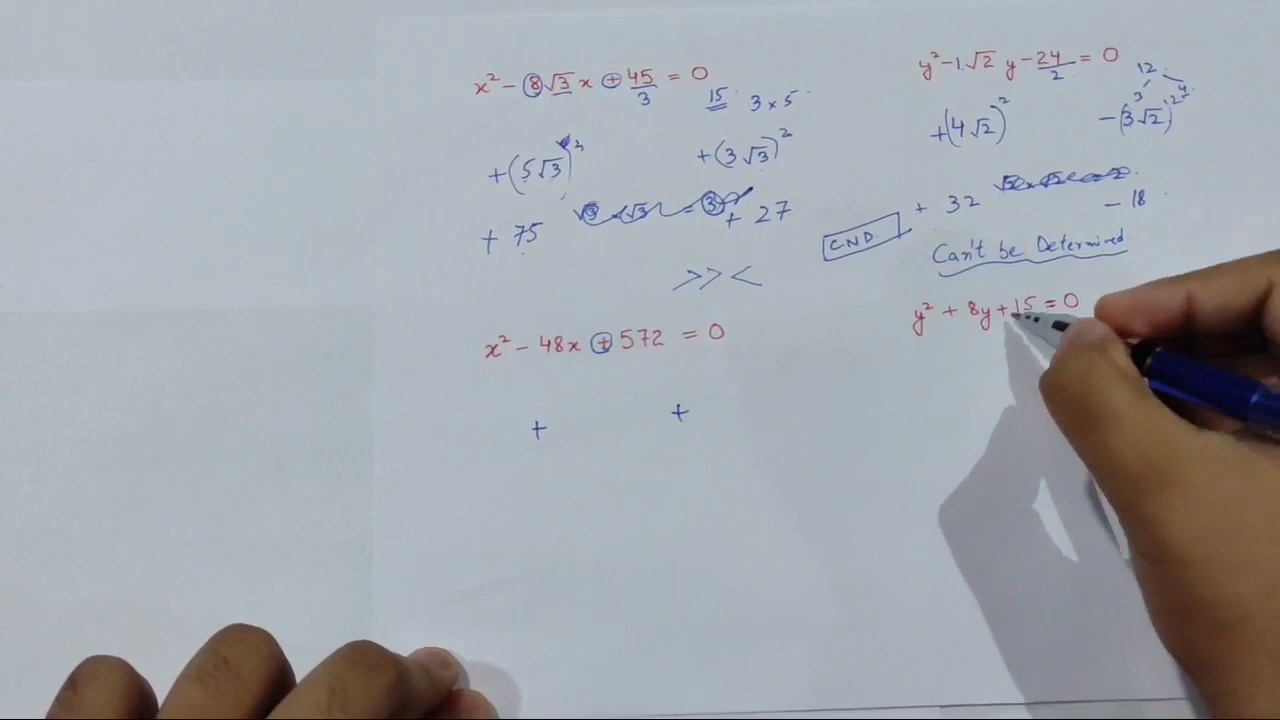 x² - 8√3 x + 45/3 = 0
15 3 × 5
+(5√3)² +(3√3)²
+ 75 + 27
> > <
x² - 48x + 572 = 0
+ +
y² - 1√2 y - 24/2 = 0
12
3 4
+(4√2)² -(3√2)²
+ 32 - 18
C.N.D.
Can't be Determined
y² + 8y + 15 = 0